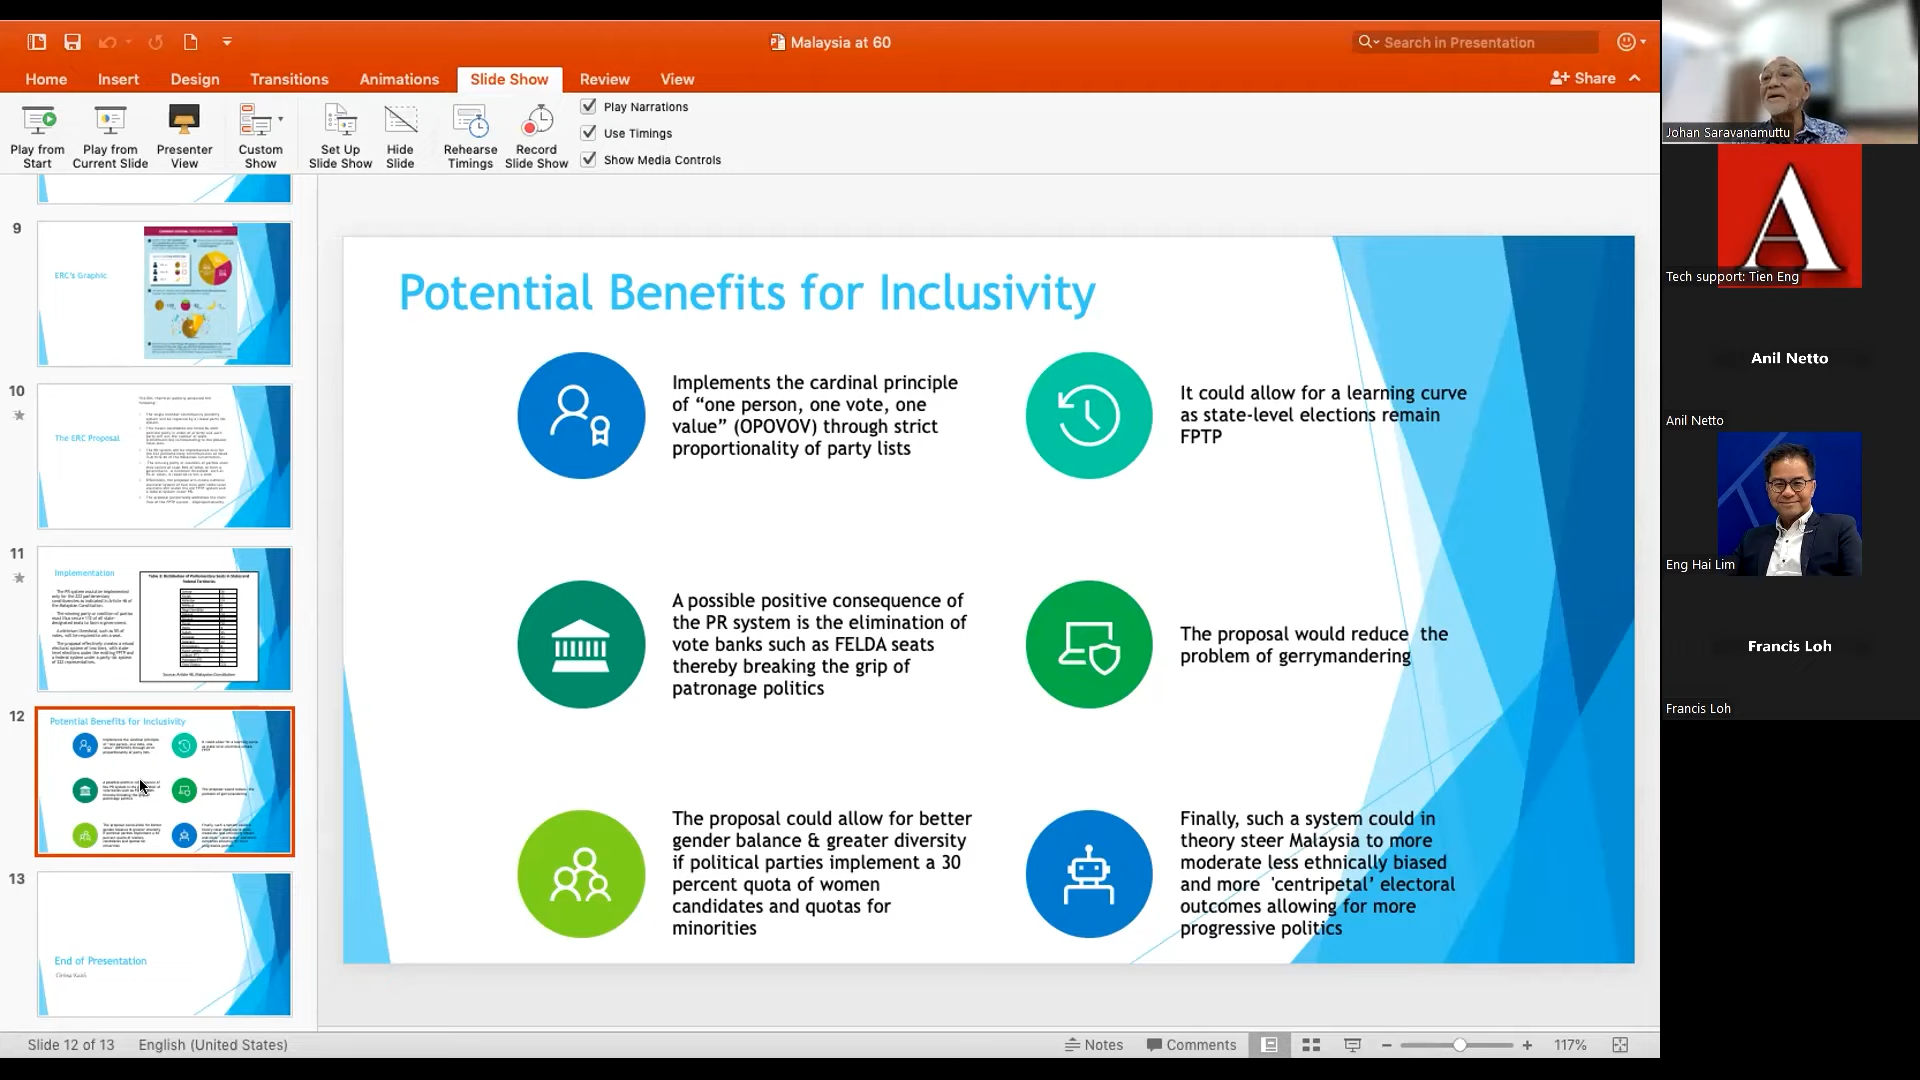 Malaysia at 60
Search in Presentation
Home
Insert
Design
Transitions
Animations
Slide Show
Review
View
Share
Play from
Start
Play from
Current Slide
Presenter
View
Custom
Show
Set Up
Slide Show
Hide
Slide
Rehearse
Timings
Record
Slide Show
Play Narrations
Use Timings
Show Media Controls
9
ERC's Graphic
10
The ERC Proposal
11
Implementation
12
Potential Benefits for Inclusivity
13
End of Presentation
Potential Benefits for Inclusivity
Implements the cardinal principle
of “one person, one vote, one
value” (OPOVOV) through strict
proportionality of party lists
It could allow for a learning curve
as state-level elections remain
FPTP
A possible positive consequence of
the PR system is the elimination of
vote banks such as FELDA seats
thereby breaking the grip of
patronage politics
The proposal would reduce the
problem of gerrymandering
The proposal could allow for better
gender balance & greater diversity
if political parties implement a 30
percent quota of women
candidates and quotas for
minorities
Finally, such a system could in
theory steer Malaysia to more
moderate less ethnically biased
and more 'centripetal’ electoral
outcomes allowing for more
progressive politics
Slide 12 of 13
English (United States)
Notes
Comments
117%
Johan Saravanamuttu
A
Tech support: Tien Eng
Anil Netto
Anil Netto
Eng Hai Lim
Francis Loh
Francis Loh